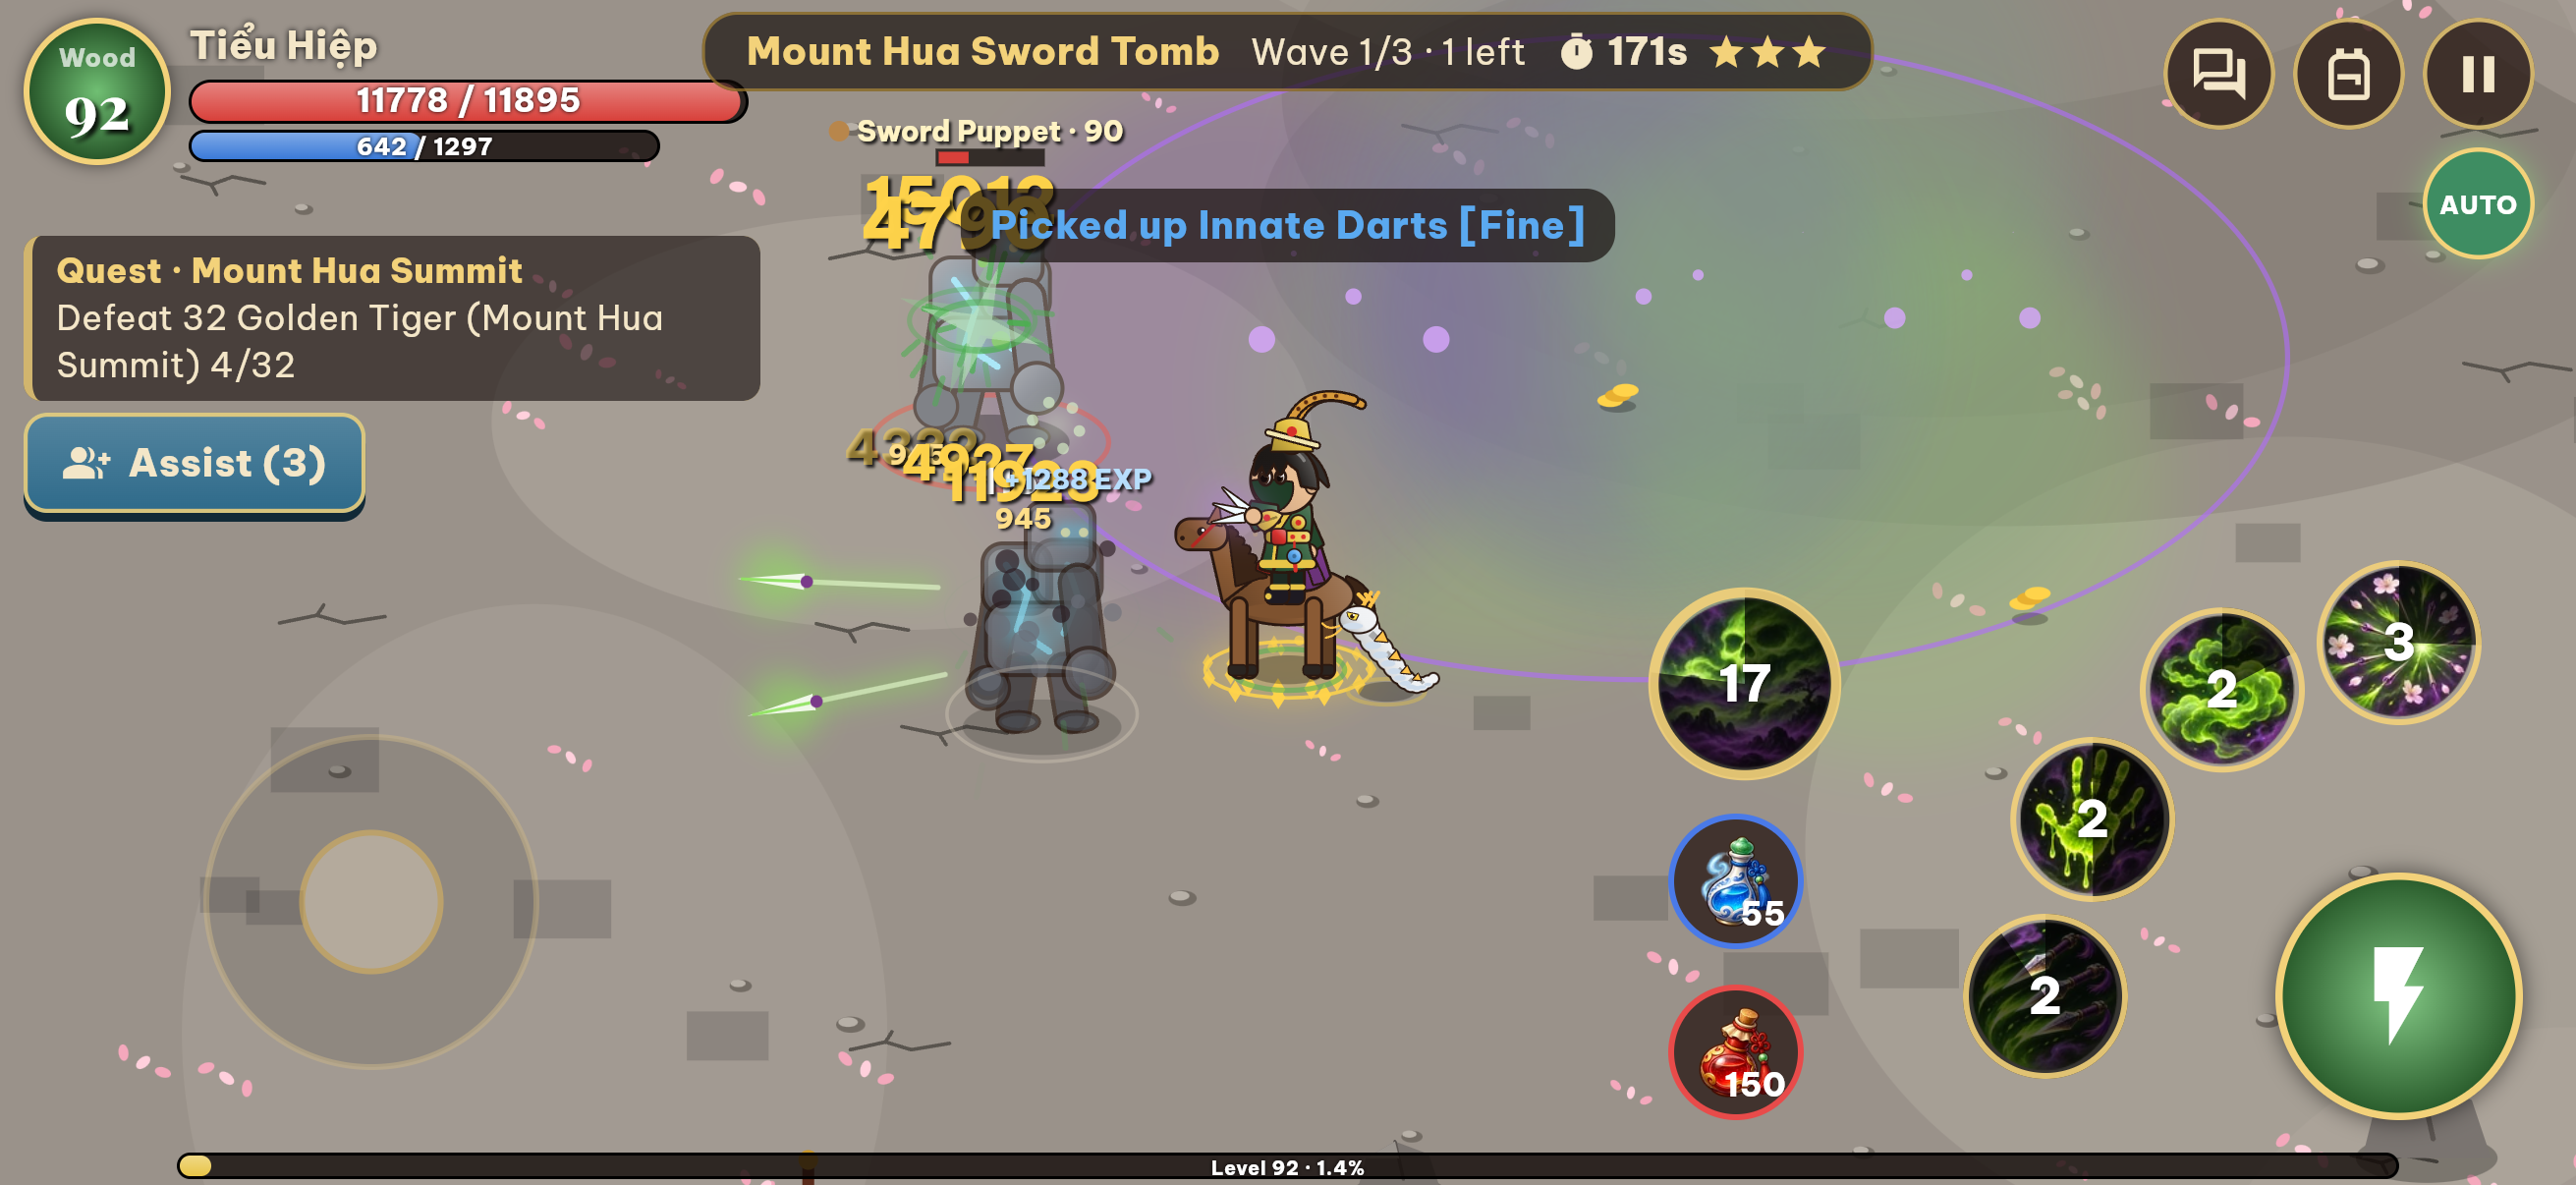 Wood
92
Tiểu Hiệp
11778 / 11895
642 / 1297
Mount Hua Sword Tomb Wave 1/3 · 1 left 171s
AUTO
Sword Puppet · 90
Picked up Innate Darts [Fine]
Quest · Mount Hua Summit
Defeat 32 Golden Tiger (Mount Hua
Summit) 4/32
Assist (3)
4927
11923
+1288 EXP
945
17
2
3
2
2
55
150
Level 92 · 1.4%